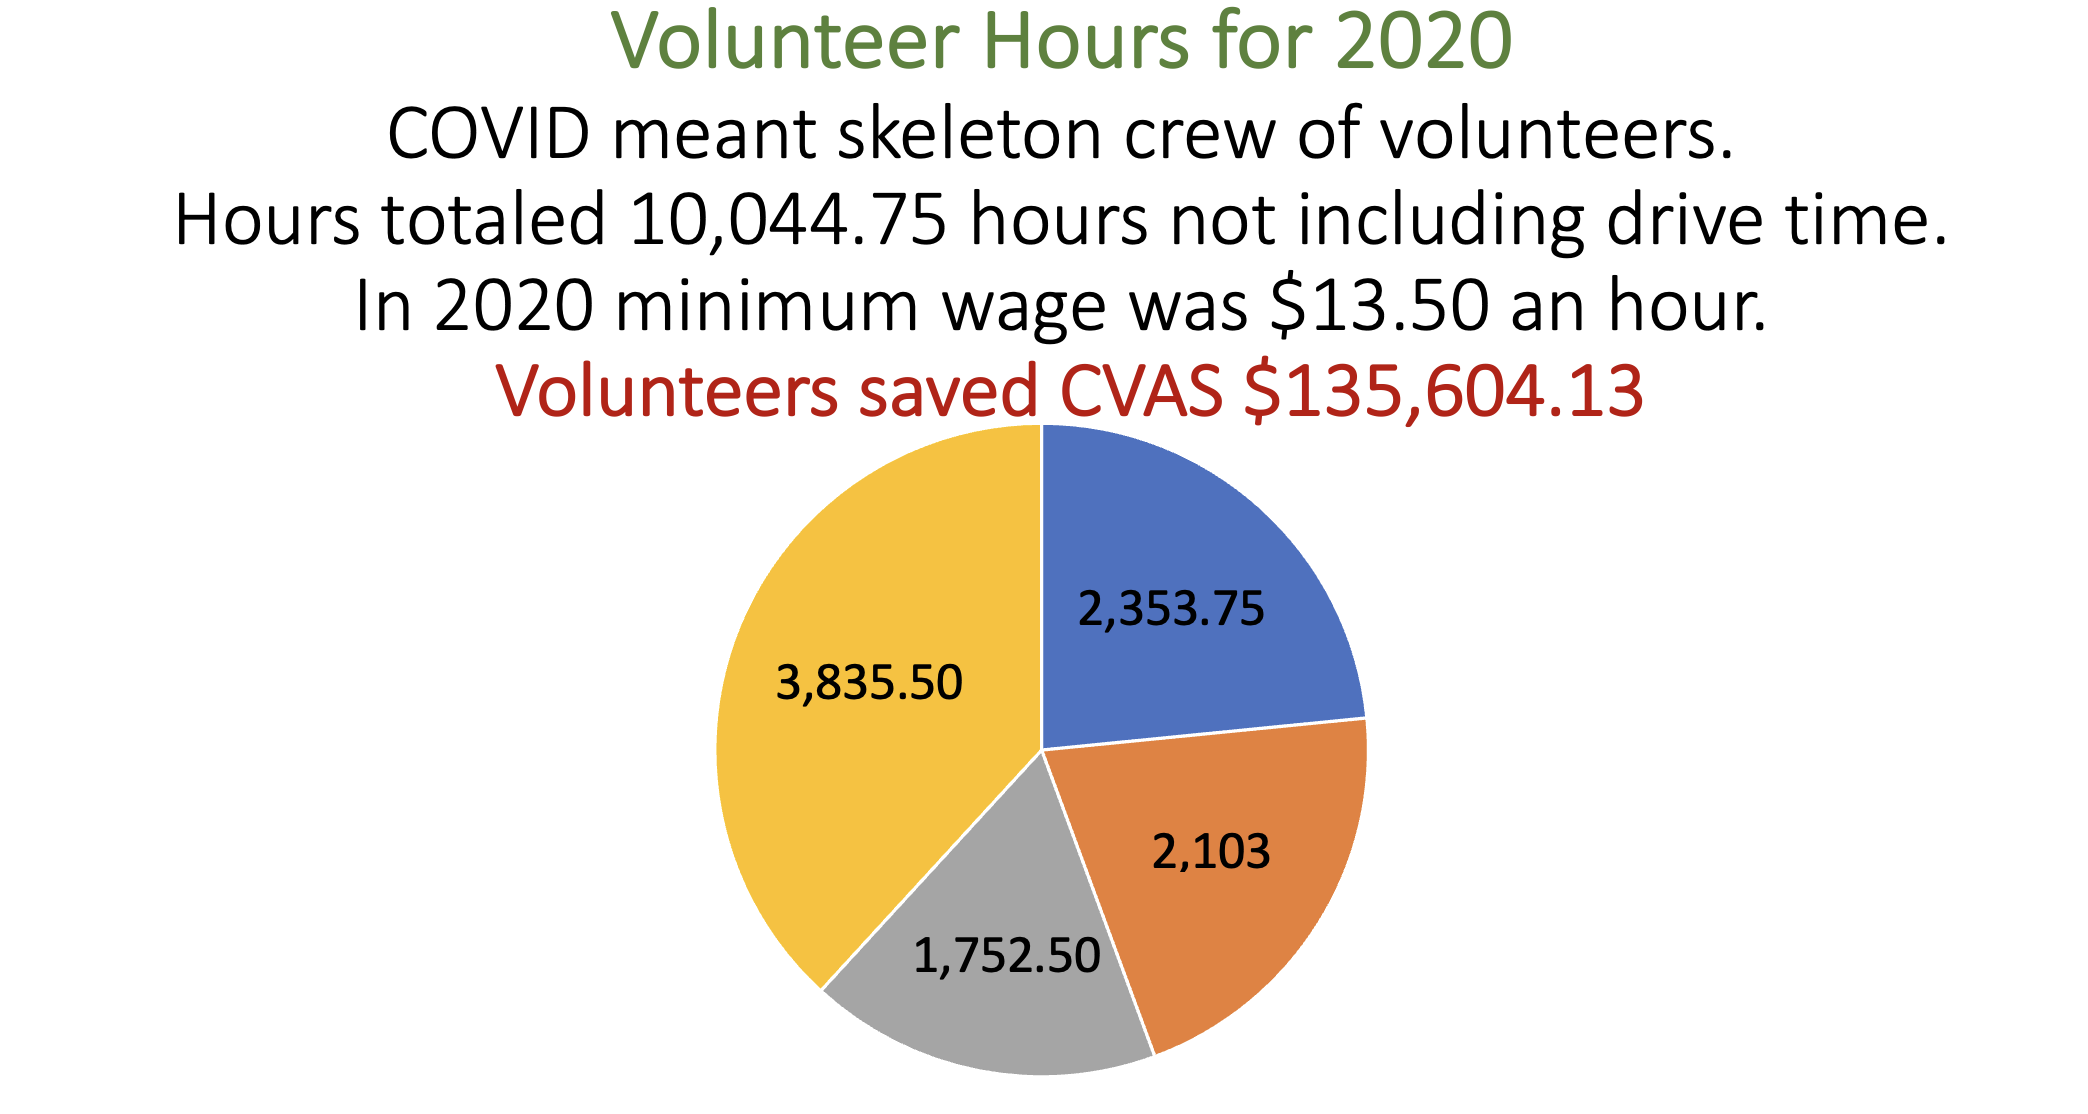 Volunteer Hours for 2020
COVID meant skeleton crew of volunteers.
Hours totaled 10,044.75 hours not including drive time.
In 2020 minimum wage was $13.50 an hour.
Volunteers saved CVAS $135,604.13
2,353.75
3,835.50
2,103
1,752.50